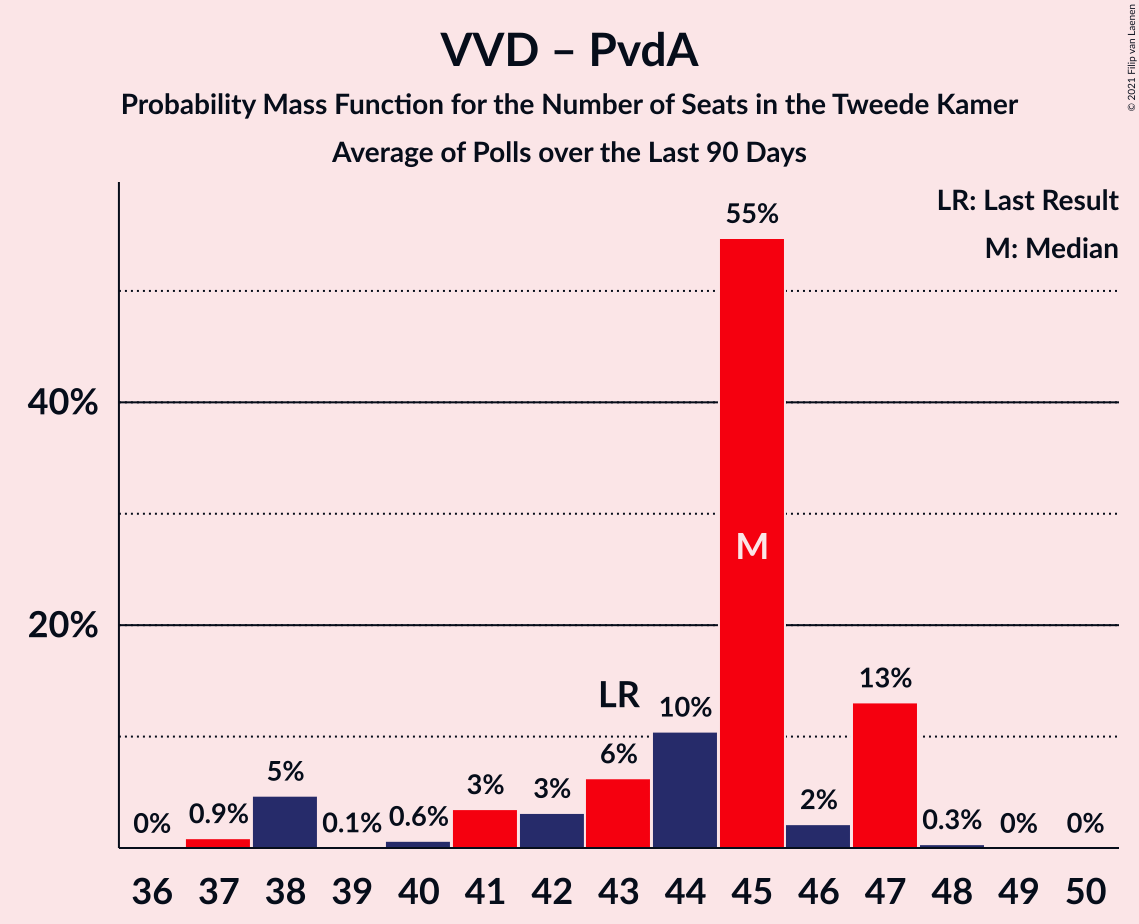 VVD – PvdA
Probability Mass Function for the Number of Seats in the Tweede Kamer
Average of Polls over the Last 90 Days
© 2021 Filip van Laenen
LR: Last Result
M: Median
55%
40%
M
20%
13%
LR
10%
6%
5%
3%
3%
2%
0.9%
0.6%
0.3%
0%
0.1%
0%
0%
36 37 38 39 40 41 42 43 44 45 46 47 48 49 50